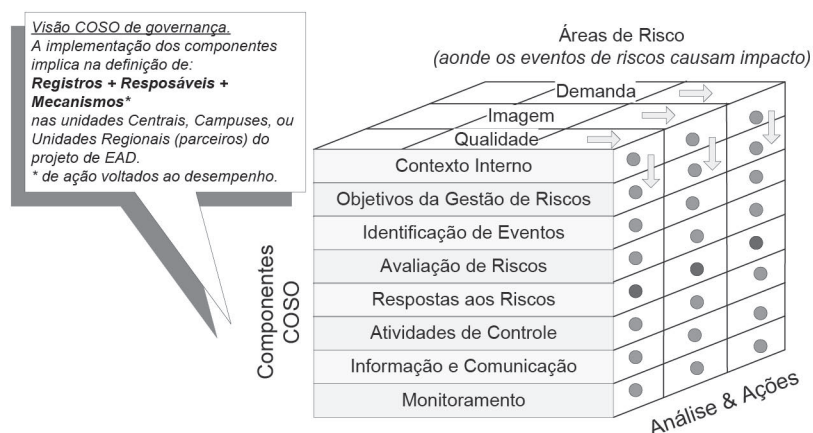 Visão COSO de governança.
A implementação dos componentes
implica na definição de:
Registros + Resposáveis +
Mecanismos*
nas unidades Centrais, Campuses, ou
Unidades Regionais (parceiros) do
projeto de EAD.
* de ação voltados ao desempenho.
Áreas de Risco
(aonde os eventos de riscos causam impacto)
Demanda
Imagem
Qualidade
Componentes
COSO
Contexto Interno
Objetivos da Gestão de Riscos
Identificação de Eventos
Avaliação de Riscos
Respostas aos Riscos
Atividades de Controle
Informação e Comunicação
Monitoramento
Análise & Ações